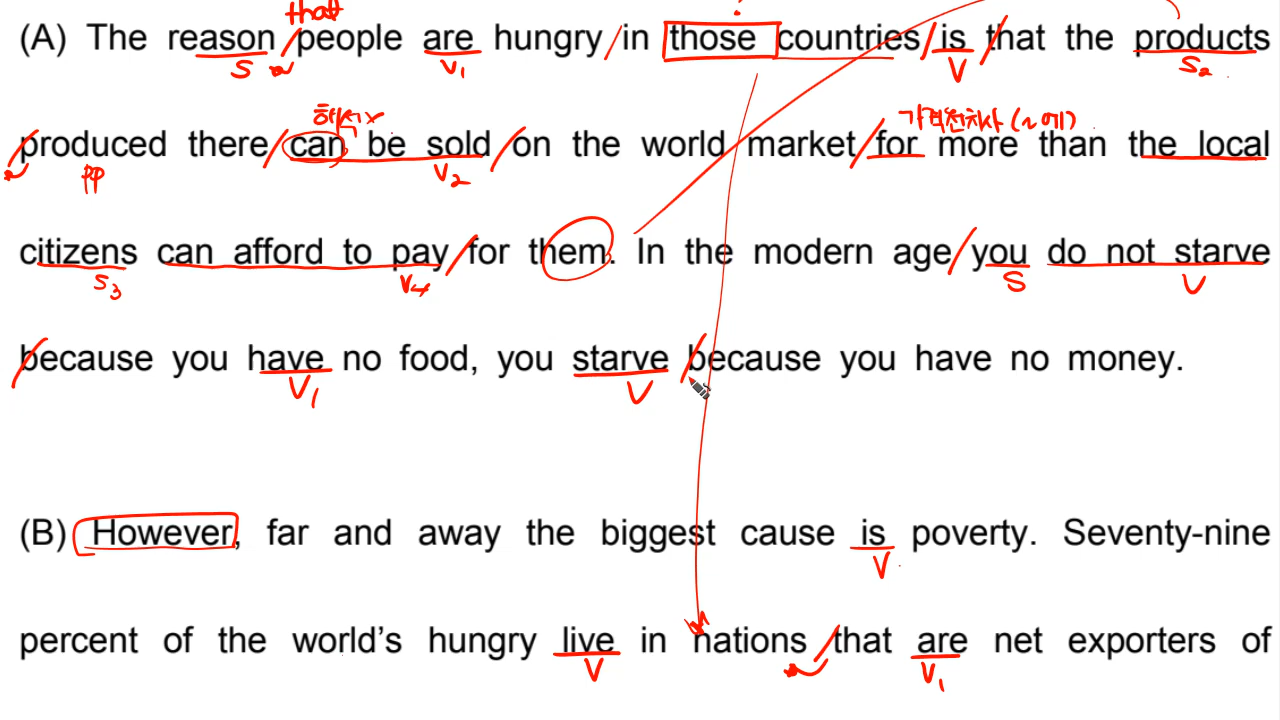 that
?
(A) The reason people are hungry in those countries is that the products
S V₁ V S₂
해석x 가격전치사 (~에)
produced there can be sold on the world market for more than the local
pp V₂
citizens can afford to pay for them. In the modern age you do not starve
S₃ V₄ S V
because you have no food, you starve because you have no money.
V₁ V
(B) However, far and away the biggest cause is poverty. Seventy-nine
V
percent of the world’s hungry live in nations that are net exporters of
V V₁